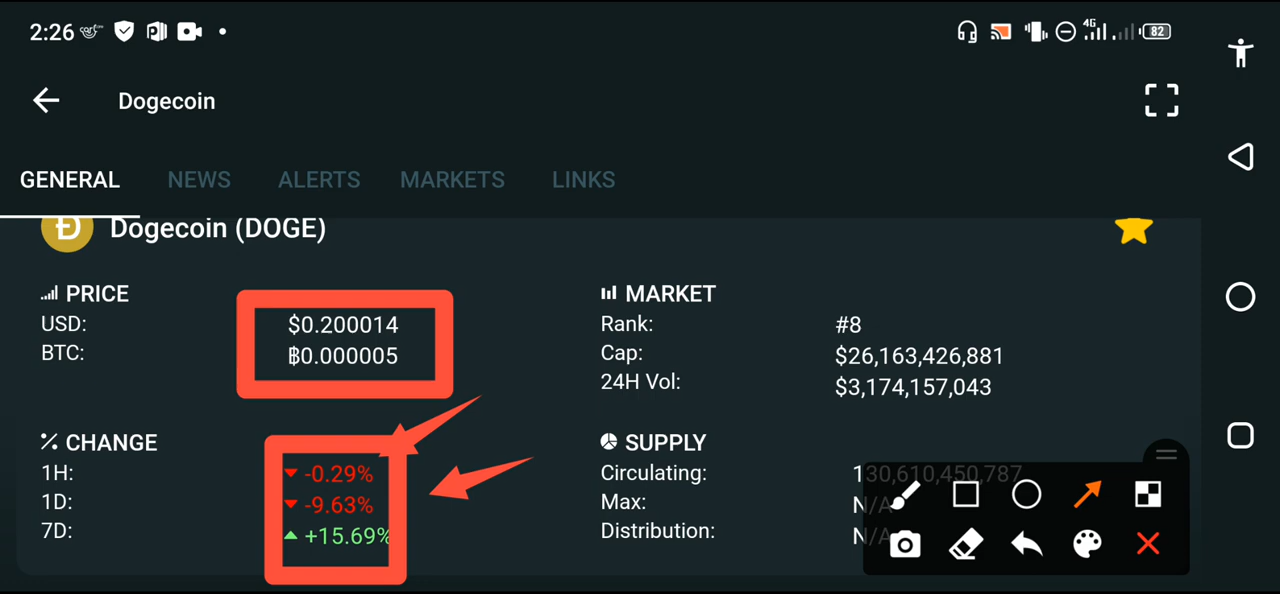 2:26
4G
82
Dogecoin
GENERAL NEWS ALERTS MARKETS LINKS
Dogecoin (DOGE)
PRICE
USD: $0.200014
BTC: ฿0.000005
MARKET
Rank: #8
Cap: $26,163,426,881
24H Vol: $3,174,157,043
% CHANGE
1H: -0.29%
1D: -9.63%
7D: +15.69%
SUPPLY
Circulating: 130,610,450,787
Max: N/A
Distribution: N/A